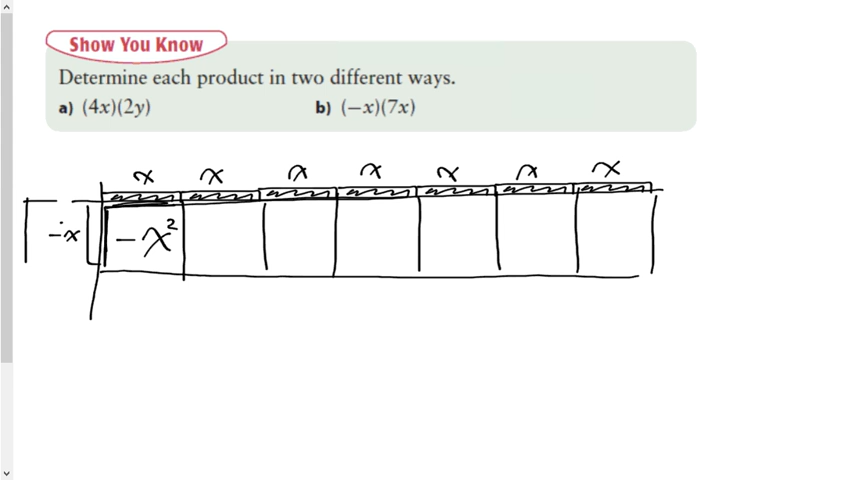 Show You Know
Determine each product in two different ways.
a) (4x)(2y) b) (−x)(7x)
x x x x x x x
-x -x²